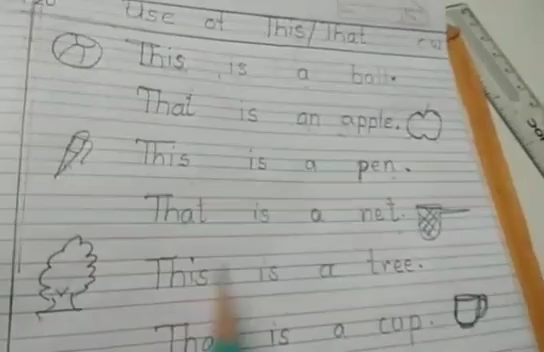 Use of This/That
This is a ball.
That is an apple.
This is a pen.
That is a net.
This is a tree.
Tha is a cup.